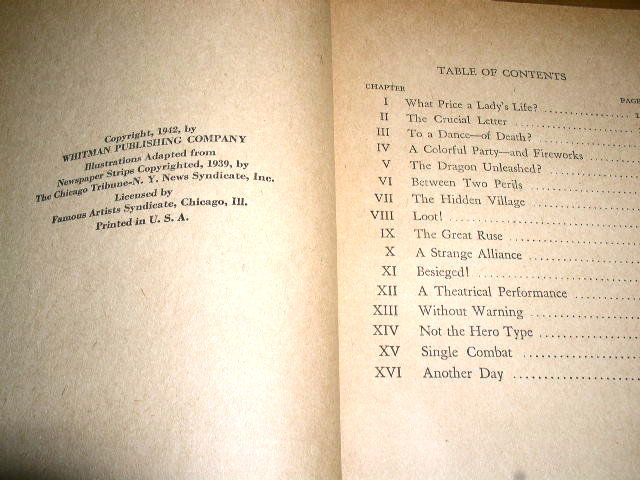 Copyright, 1942, by
WHITMAN PUBLISHING COMPANY
Illustrations Adapted from
Newspaper Strips Copyrighted, 1939, by
The Chicago Tribune-N. Y. News Syndicate, Inc.
Licensed by
Famous Artists Syndicate, Chicago, Ill.
Printed in U. S. A.
TABLE OF CONTENTS
CHAPTER
I What Price a Lady's Life?
II The Crucial Letter
III To a Dance—of Death?
IV A Colorful Party—and Fireworks
V The Dragon Unleashed?
VI Between Two Perils
VII The Hidden Village
VIII Loot!
IX The Great Ruse
X A Strange Alliance
XI Besieged!
XII A Theatrical Performance
XIII Without Warning
XIV Not the Hero Type
XV Single Combat
XVI Another Day